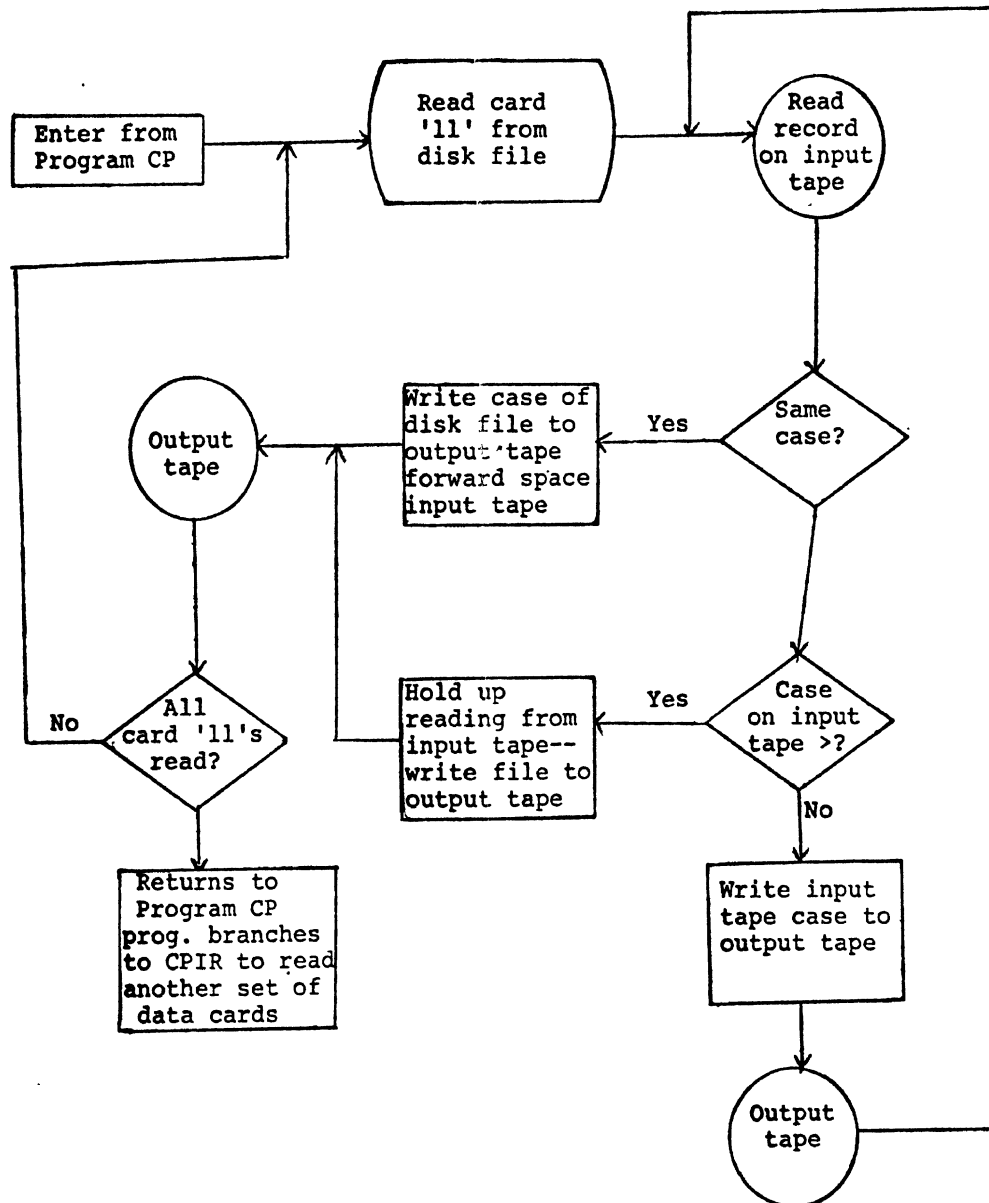 Enter from
Program CP
Read card
'11' from
disk file
Read
record
on input
tape
Same
case?
Yes
Write case of
disk file to
output tape
forward space
input tape
Output
tape
Case
on input
tape >?
Yes
Hold up
reading from
input tape--
write file to
output tape
No
All
card '11's
read?
No
Returns to
Program CP
prog. branches
to CPIR to read
another set of
data cards
Write input
tape case to
output tape
Output
tape